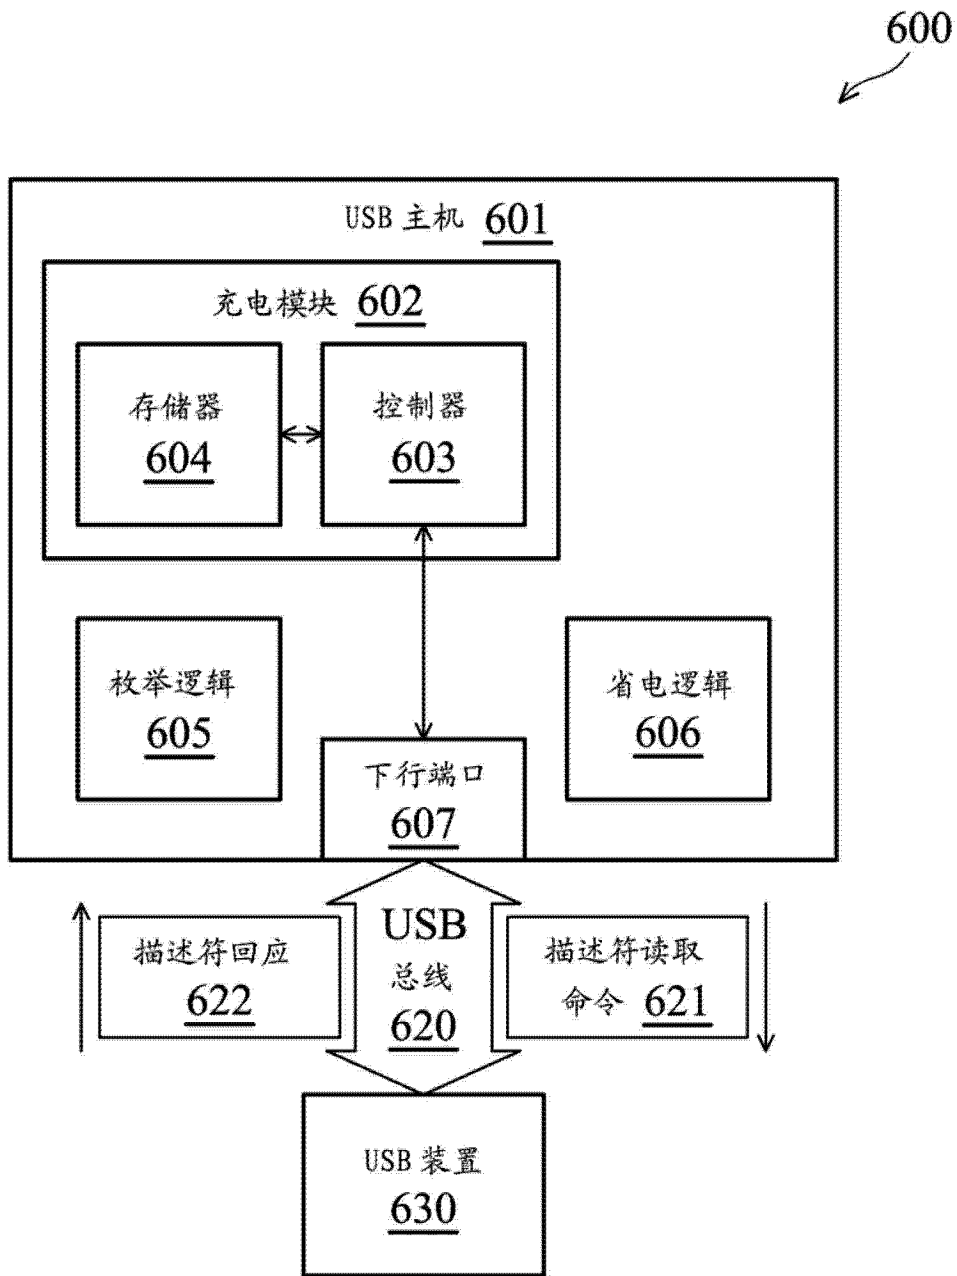 600
USB 主机 601
充电模块 602
存储器
604
控制器
603
枚举逻辑
605
省电逻辑
606
下行端口
607
描述符回应
622
USB
总线
620
描述符读取
命令 621
USB 装置
630